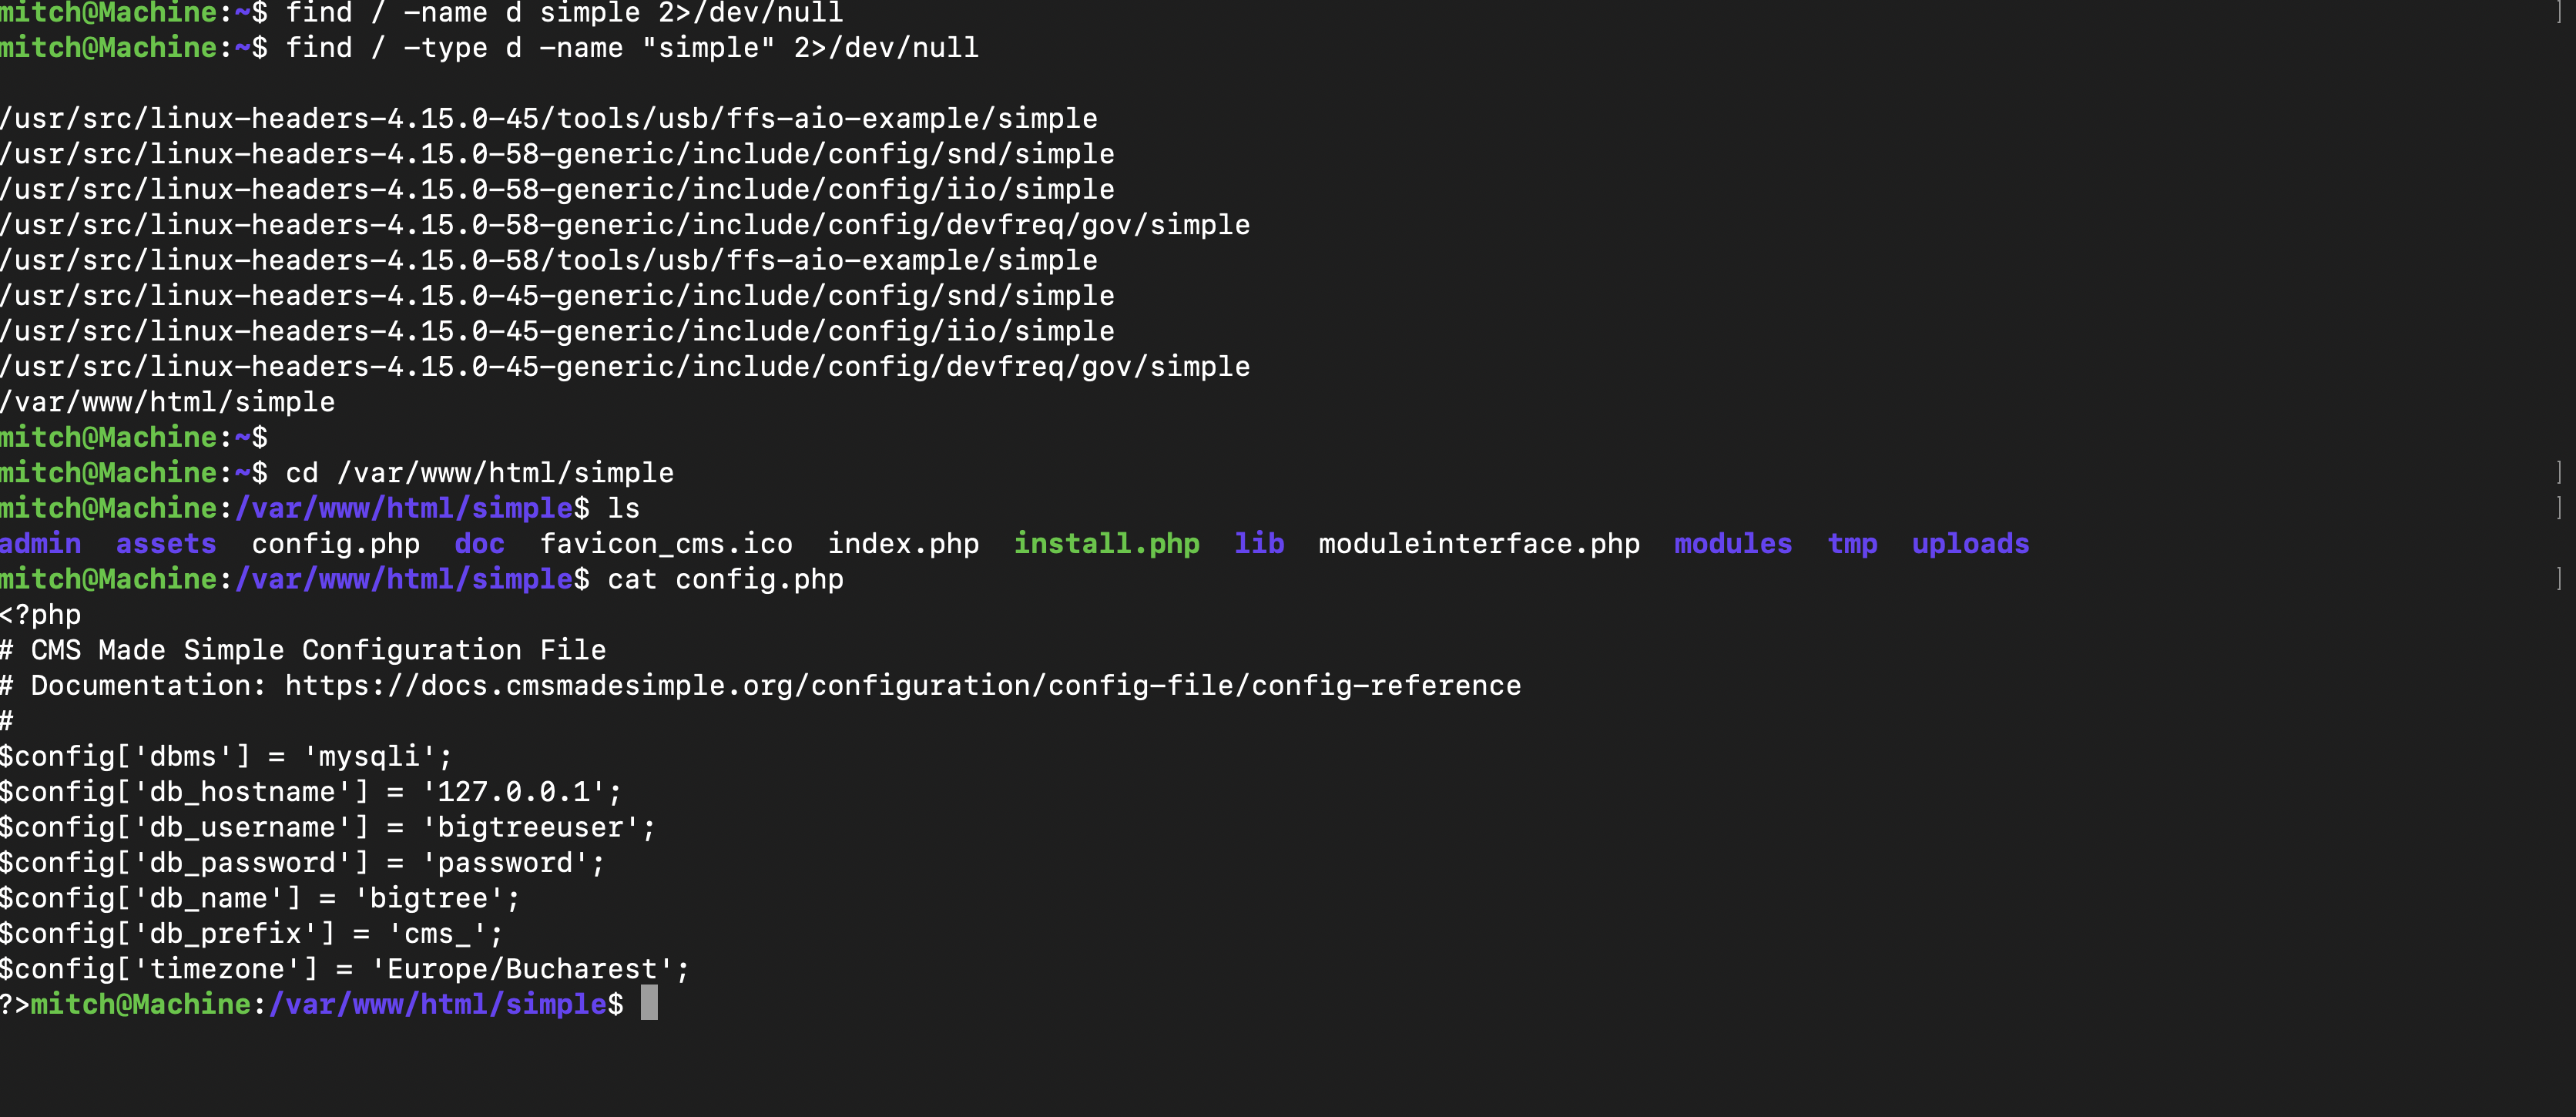 mitch@Machine:~$ find / -name d simple 2>/dev/null
mitch@Machine:~$ find / -type d -name "simple" 2>/dev/null
/usr/src/linux-headers-4.15.0-45/tools/usb/ffs-aio-example/simple
/usr/src/linux-headers-4.15.0-58-generic/include/config/snd/simple
/usr/src/linux-headers-4.15.0-58-generic/include/config/iio/simple
/usr/src/linux-headers-4.15.0-58-generic/include/config/devfreq/gov/simple
/usr/src/linux-headers-4.15.0-58/tools/usb/ffs-aio-example/simple
/usr/src/linux-headers-4.15.0-45-generic/include/config/snd/simple
/usr/src/linux-headers-4.15.0-45-generic/include/config/iio/simple
/usr/src/linux-headers-4.15.0-45-generic/include/config/devfreq/gov/simple
/var/www/html/simple
mitch@Machine:~$
mitch@Machine:~$ cd /var/www/html/simple
mitch@Machine:/var/www/html/simple$ ls
admin  assets  config.php  doc  favicon_cms.ico  index.php  install.php  lib  moduleinterface.php  modules  tmp  uploads
mitch@Machine:/var/www/html/simple$ cat config.php
<?php
# CMS Made Simple Configuration File
# Documentation: https://docs.cmsmadesimple.org/configuration/config-file/config-reference
#
$config['dbms'] = 'mysqli';
$config['db_hostname'] = '127.0.0.1';
$config['db_username'] = 'bigtreeuser';
$config['db_password'] = 'password';
$config['db_name'] = 'bigtree';
$config['db_prefix'] = 'cms_';
$config['timezone'] = 'Europe/Bucharest';
?>mitch@Machine:/var/www/html/simple$